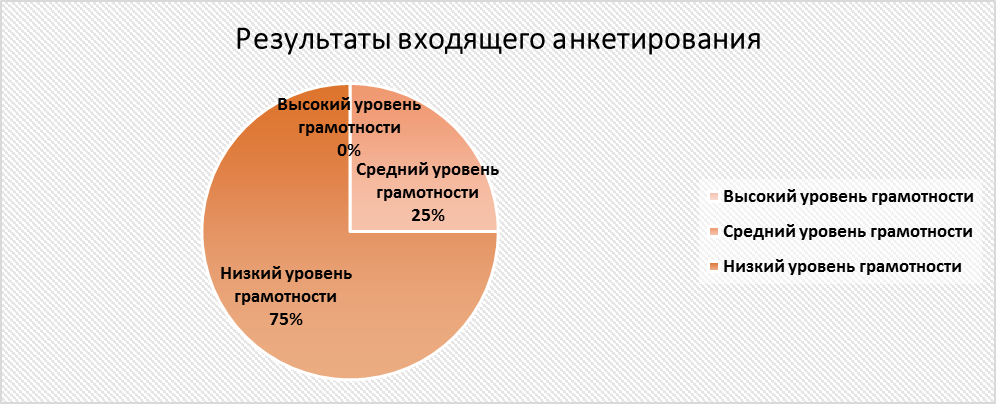 Результаты входящего анкетирования
Высокий уровень
грамотности
0%
Средний уровень
грамотности
25%
Низкий уровень
грамотности
75%
Высокий уровень грамотности
Средний уровень грамотности
Низкий уровень грамотности